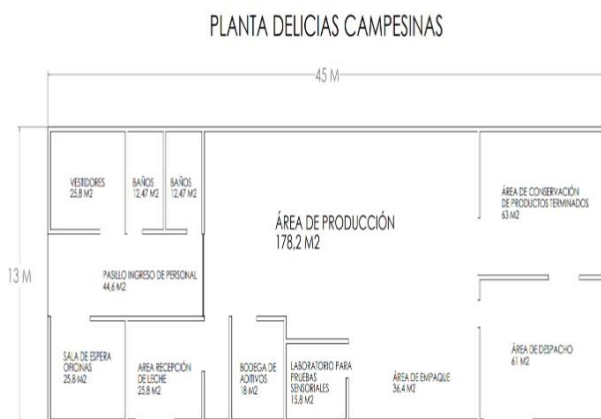 PLANTA DELICIAS CAMPESINAS
45 M
13 M
VESTIDORES
25,8 M2
BAÑOS
12,47 M2
BAÑOS
12,47 M2
ÁREA DE PRODUCCIÓN
178,2 M2
ÁREA DE CONSERVACIÓN
DE PRODUCTOS TERMINADOS
63 M2
PASILLO INGRESO DE PERSONAL
44,6 M2
SALA DE ESPERA
OFICINAS
25,8 M2
AREA RECEPCIÓN
DE LECHE
25,8 M2
BODEGA DE
ADITIVOS
18 M2
LABORATORIO PARA
PRUEBAS
SENSORIALES
15,8 M2
ÁREA DE EMPAQUE
36,4 M2
ÁREA DE DESPACHO
61 M2